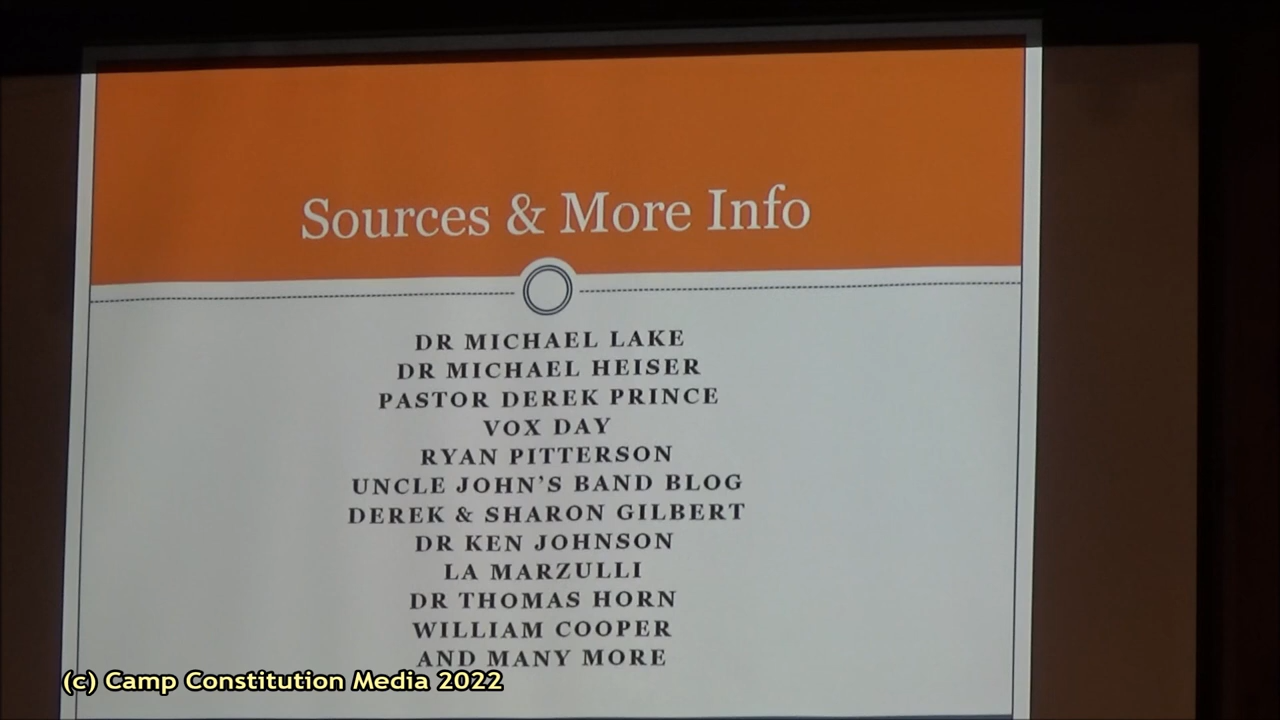 Sources & More Info
DR MICHAEL LAKE
DR MICHAEL HEISER
PASTOR DEREK PRINCE
VOX DAY
RYAN PITTERSON
UNCLE JOHN'S BAND BLOG
DEREK & SHARON GILBERT
DR KEN JOHNSON
LA MARZULLI
DR THOMAS HORN
WILLIAM COOPER
AND MANY MORE
(c) Camp Constitution Media 2022